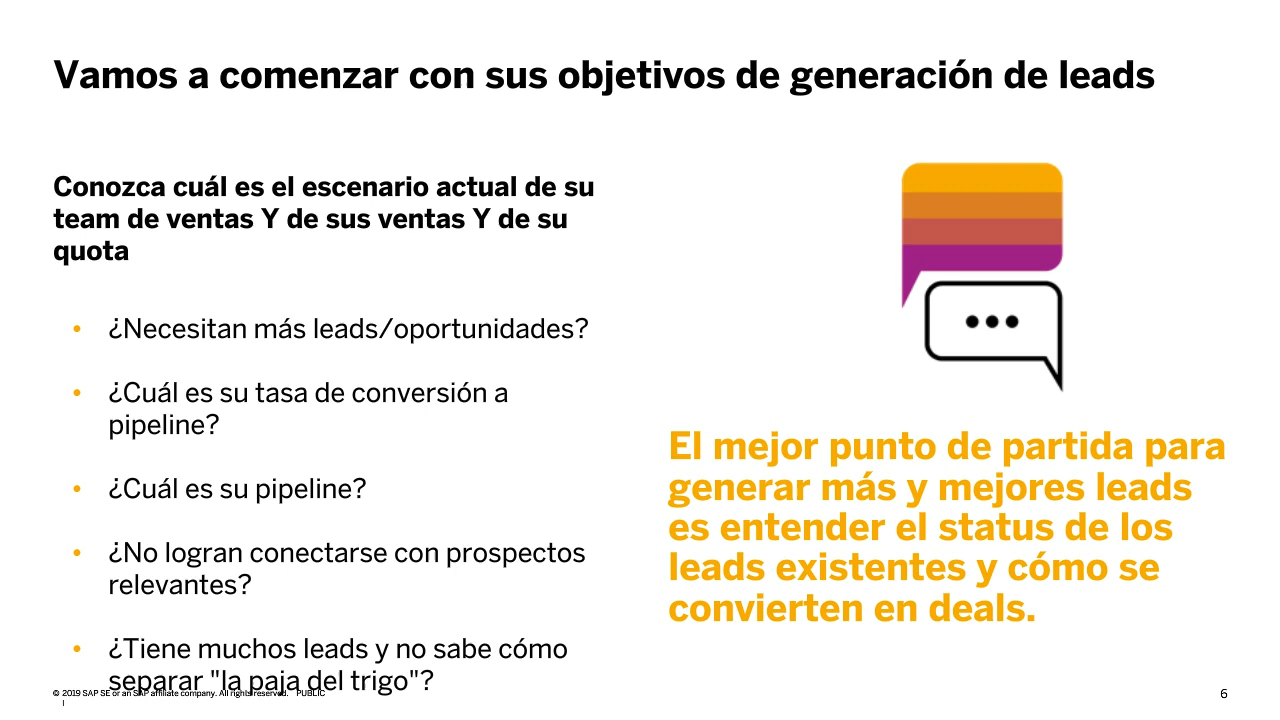 Vamos a comenzar con sus objetivos de generación de leads
Conozca cuál es el escenario actual de su
team de ventas Y de sus ventas Y de su
quota
• ¿Necesitan más leads/oportunidades?
• ¿Cuál es su tasa de conversión a
pipeline?
• ¿Cuál es su pipeline?
• ¿No logran conectarse con prospectos
relevantes?
• ¿Tiene muchos leads y no sabe cómo
separar "la paja del trigo"?
El mejor punto de partida para
generar más y mejores leads
es entender el status de los
leads existentes y cómo se
convierten en deals.
© 2019 SAP SE or an SAP affiliate company. All rights reserved. PUBLIC
|
6